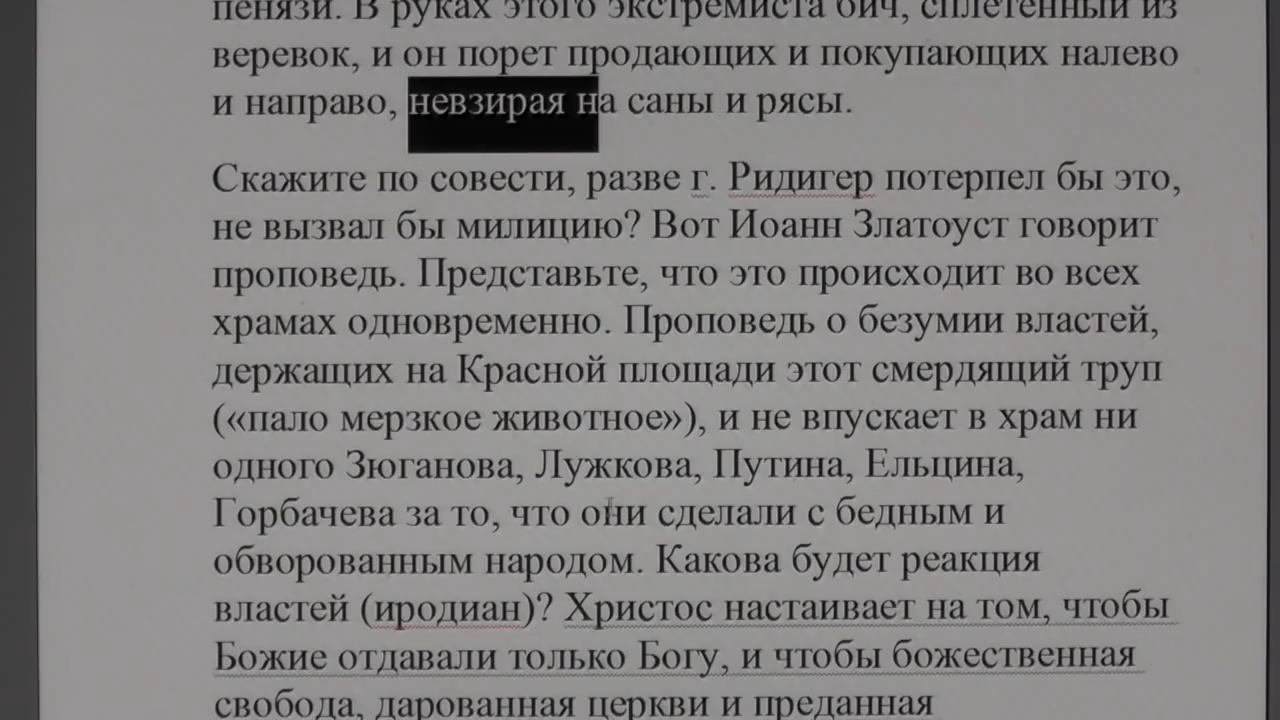 пенязи. В руках этого экстремиста бич, сплетенный из
веревок, и он порет продающих и покупающих налево
и направо, невзирая на саны и рясы.
Скажите по совести, разве г. Ридигер потерпел бы это,
не вызвал бы милицию? Вот Иоанн Златоуст говорит
проповедь. Представьте, что это происходит во всех
храмах одновременно. Проповедь о безумии властей,
держащих на Красной площади этот смердящий труп
(«пало мерзкое животное»), и не впускает в храм ни
одного Зюганова, Лужкова, Путина, Ельцина,
Горбачева за то, что они сделали с бедным и
обворованным народом. Какова будет реакция
властей (иродиан)? Христос настаивает на том, чтобы
Божие отдавали только Богу, и чтобы божественная
свобода, дарованная церкви и преданная